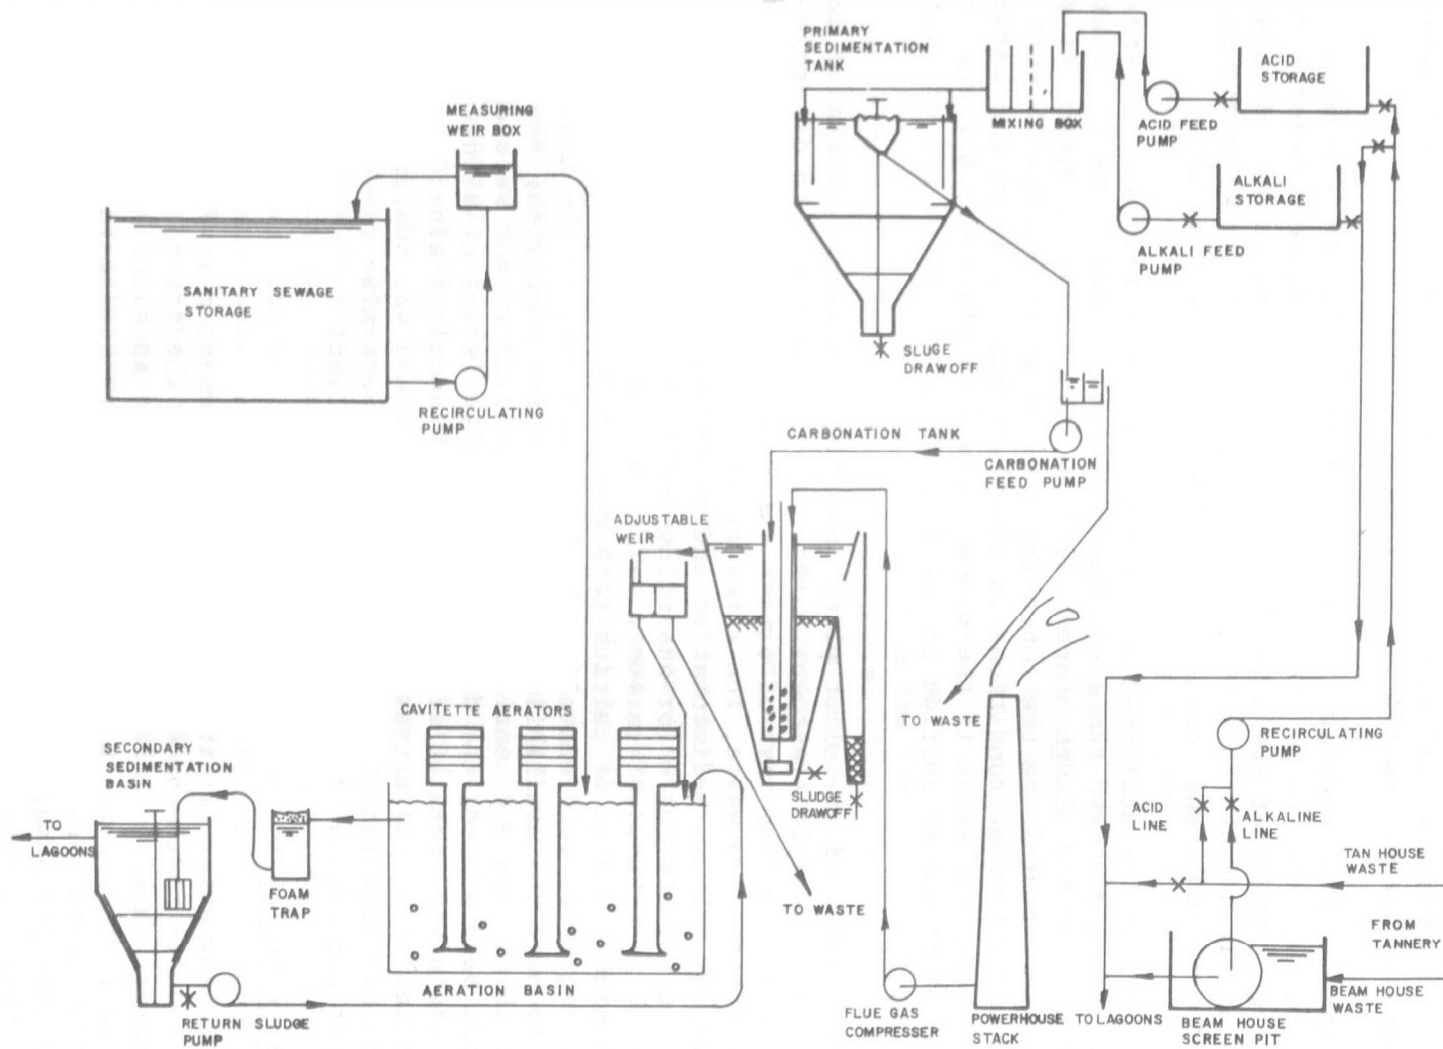 PRIMARY
SEDIMENTATION
TANK
MIXING BOX
ACID
STORAGE
ACID FEED
PUMP
ALKALI
STORAGE
ALKALI FEED
PUMP
MEASURING
WEIR BOX
SANITARY SEWAGE
STORAGE
RECIRCULATING
PUMP
SLUGE
DRAWOFF
CARBONATION TANK
CARBONATION
FEED PUMP
ADJUSTABLE
WEIR
TO WASTE
CAVITETTE AERATORS
SECONDARY
SEDIMENTATION
BASIN
TO
LAGOONS
FOAM
TRAP
SLUDGE
DRAWOFF
TO WASTE
RECIRCULATING
PUMP
ACID
LINE
ALKALINE
LINE
TAN HOUSE
WASTE
FROM
TANNERY
BEAM HOUSE
WASTE
AERATION BASIN
RETURN SLUDGE
PUMP
FLUE GAS
COMPRESSER
POWERHOUSE
STACK
TO LAGOONS
BEAM HOUSE
SCREEN PIT